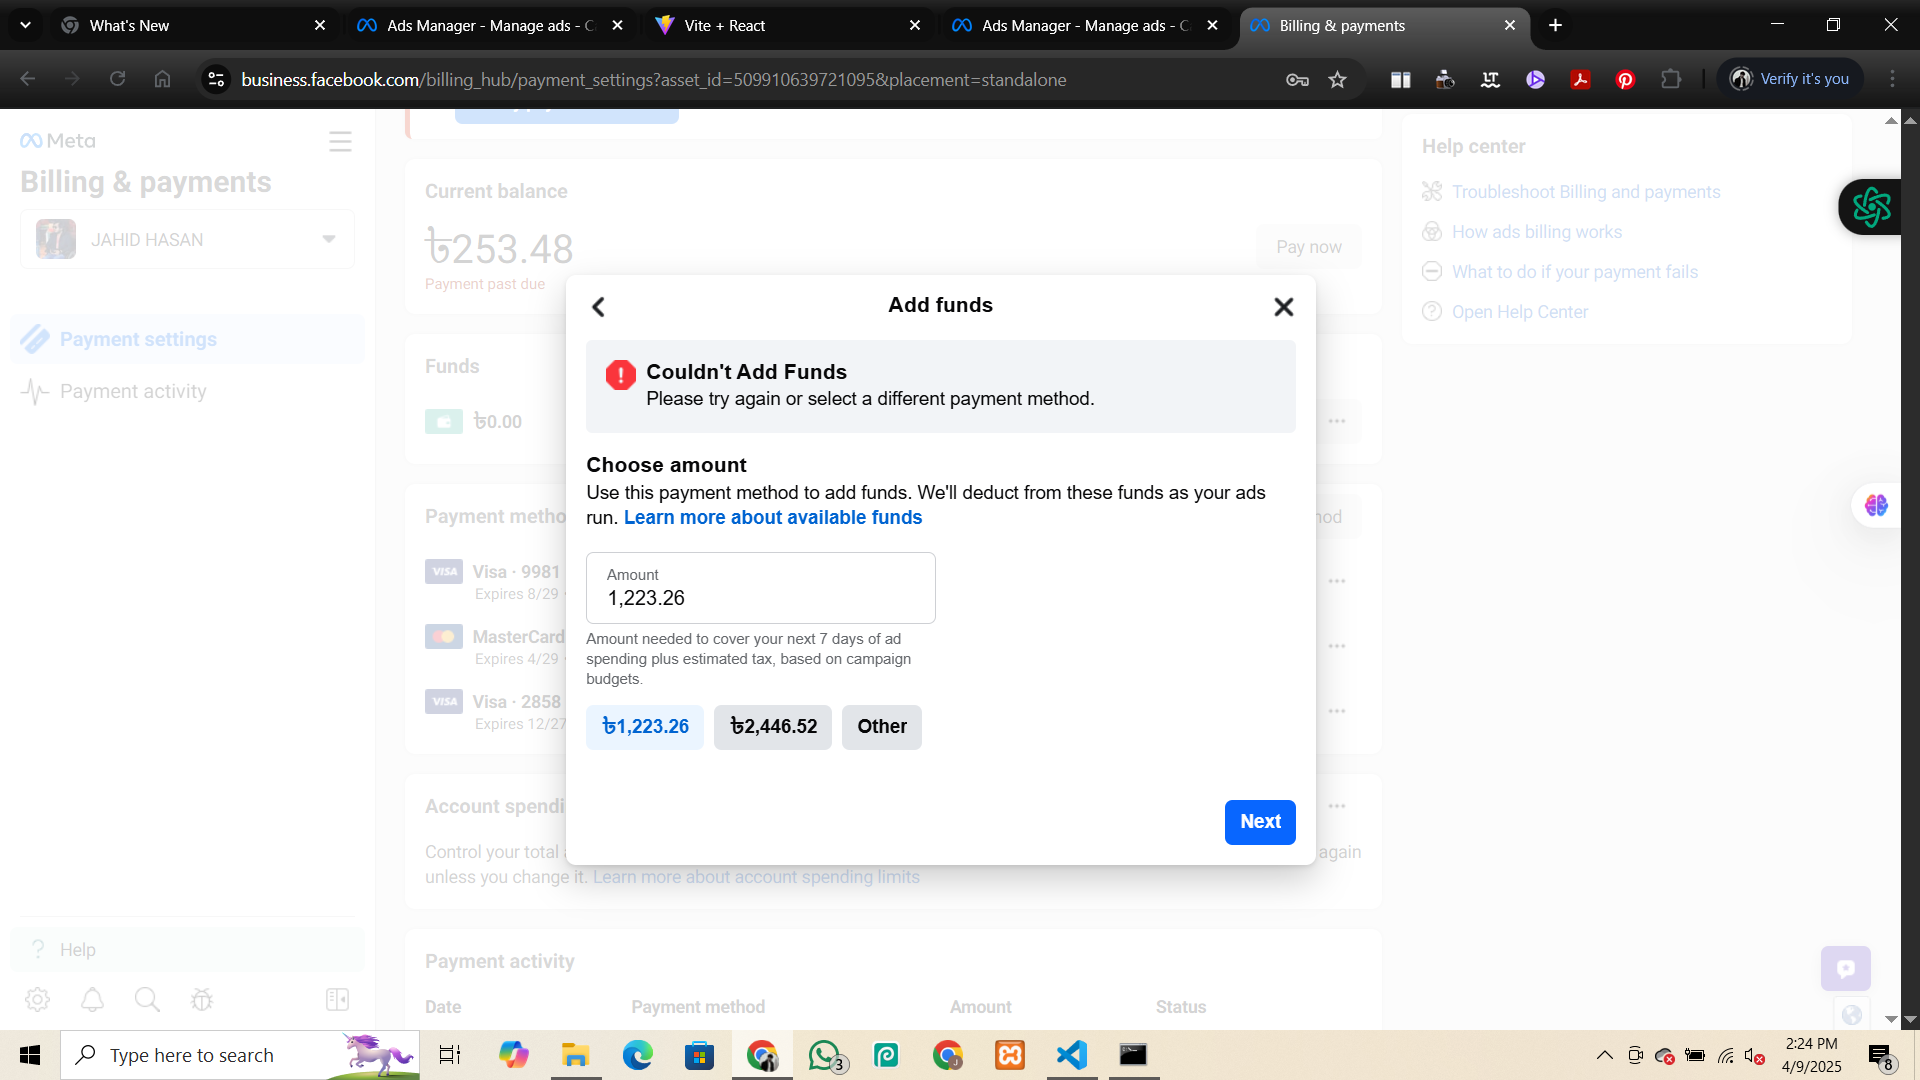 What's New
Ads Manager - Manage ads - C
Vite + React
Ads Manager - Manage ads - C
Billing & payments
business.facebook.com/billing_hub/payment_settings?asset_id=509910639721095&placement=standalone
Verify it's you
Meta
Billing & payments
JAHID HASAN
Payment settings
Payment activity
Help
Current balance
৳253.48
Payment past due
Pay now
Funds
৳0.00
Payment metho
Visa · 9981
Expires 8/29
MasterCard
Expires 4/29
Visa · 2858
Expires 12/27
Account spendi
Control your total
again
unless you change it. Learn more about account spending limits
Payment activity
Date
Payment method
Amount
Status
Add funds
Couldn't Add Funds
Please try again or select a different payment method.
Choose amount
Use this payment method to add funds. We'll deduct from these funds as your ads
run. Learn more about available funds
Amount
1,223.26
Amount needed to cover your next 7 days of ad
spending plus estimated tax, based on campaign
budgets.
৳1,223.26
৳2,446.52
Other
Next
Help center
Troubleshoot Billing and payments
How ads billing works
What to do if your payment fails
Open Help Center
Type here to search
3
2:24 PM
4/9/2025
8